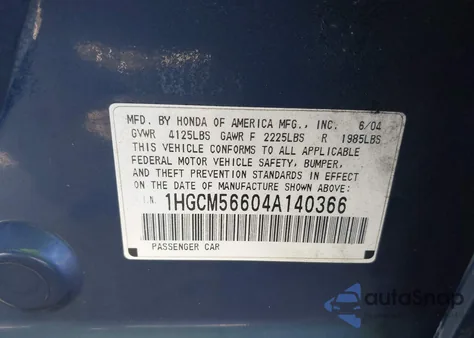 MFD. BY HONDA OF AMERICA MFG., INC. 6/04
GVWR 4125LBS GAWR F 2225LBS R 1985LBS
THIS VEHICLE CONFORMS TO ALL APPLICABLE
FEDERAL MOTOR VEHICLE SAFETY, BUMPER,
AND THEFT PREVENTION STANDARDS IN EFFECT
ON THE DATE OF MANUFACTURE SHOWN ABOVE:
I.N. 1HGCM56604A140366
PASSENGER CAR
autoSnap